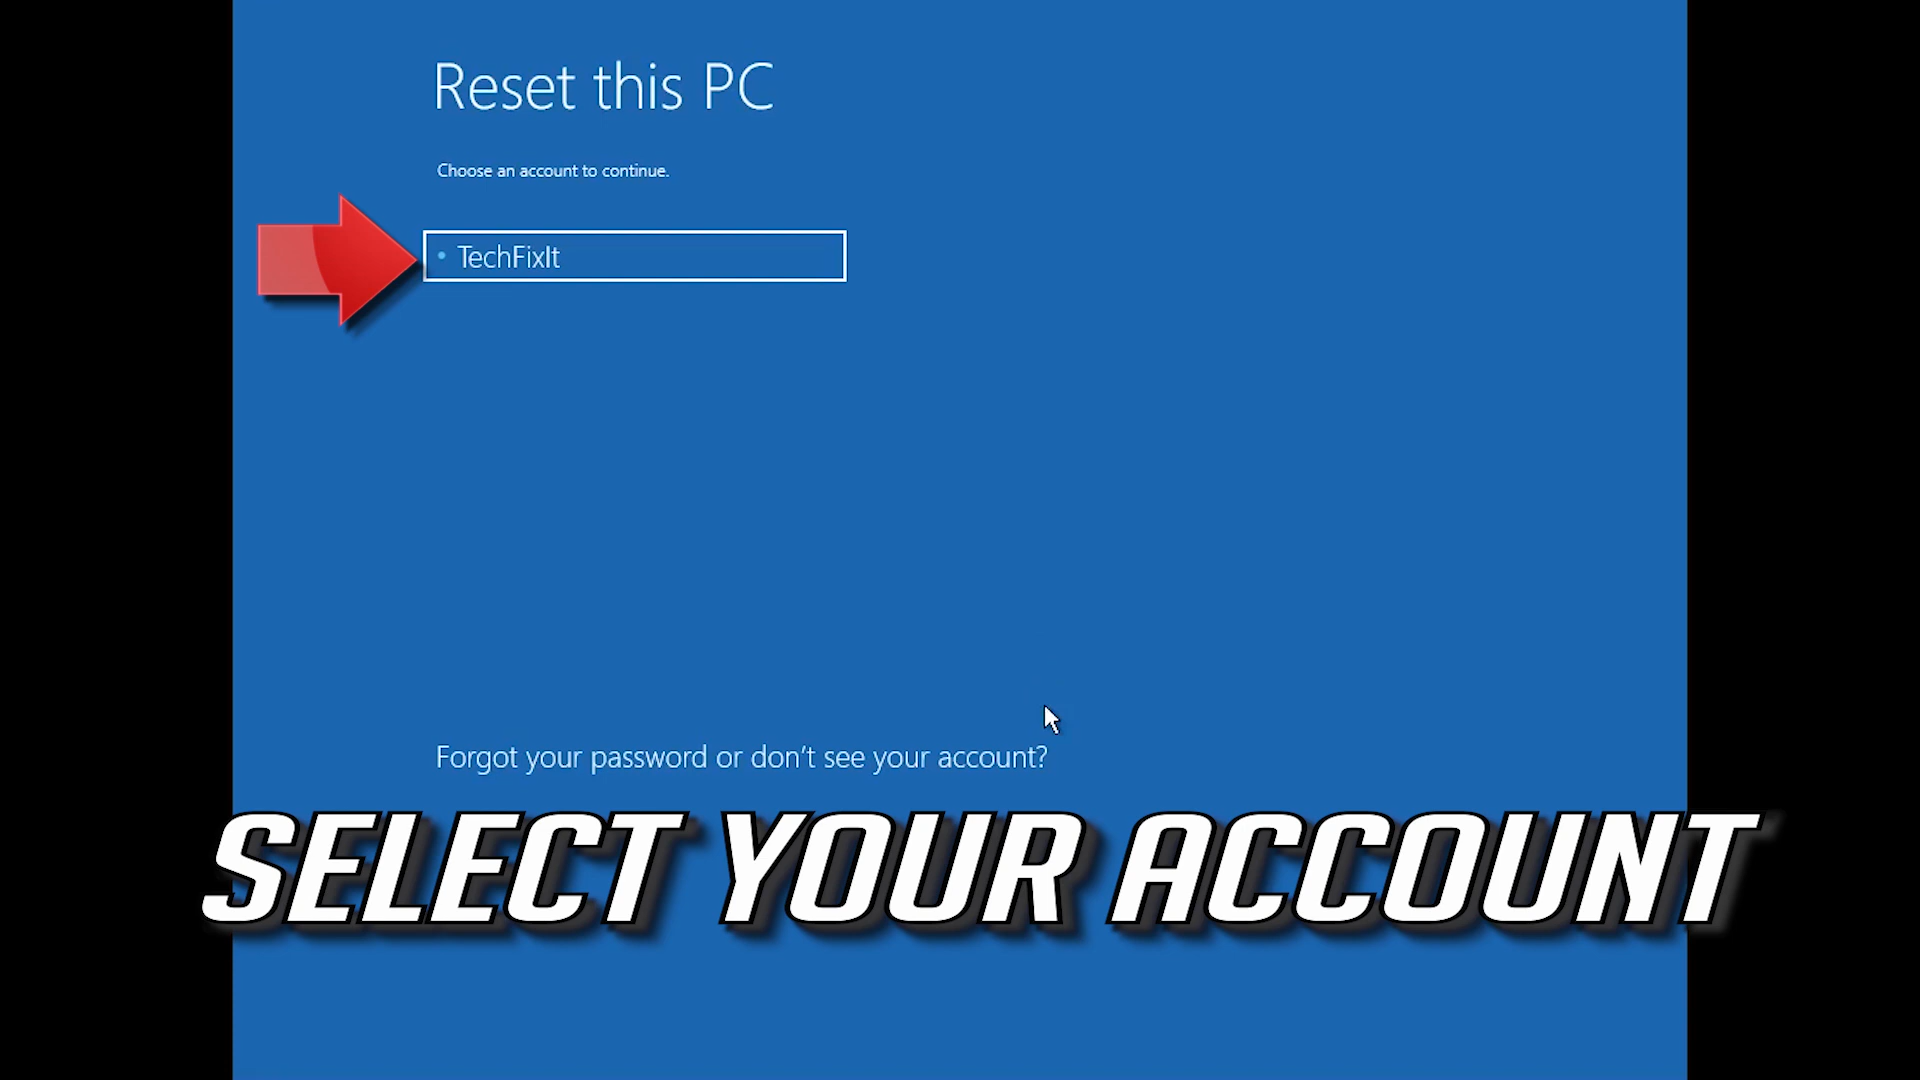 Reset this PC
Choose an account to continue.
• TechFixIt
Forgot your password or don't see your account?
SELECT YOUR ACCOUNT